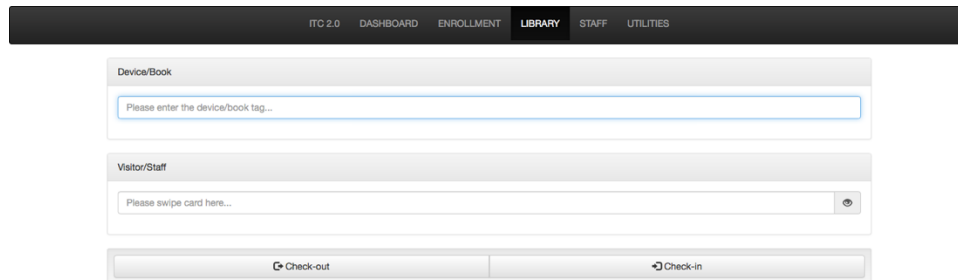 ITC 2.0 DASHBOARD ENROLLMENT LIBRARY STAFF UTILITIES
Device/Book
Please enter the device/book tag...
Visitor/Staff
Please swipe card here...
Check-out Check-in